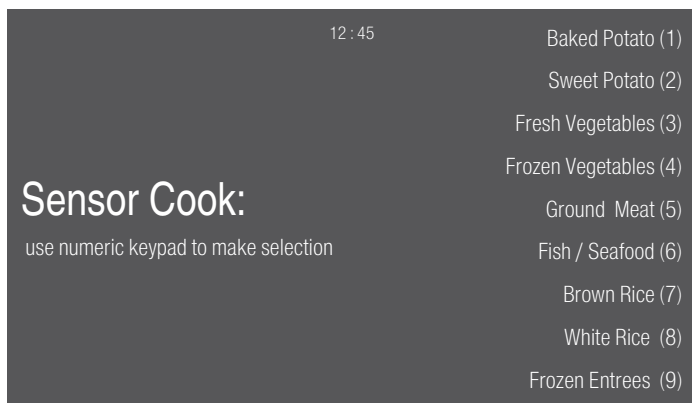 12 : 45
Sensor Cook:
use numeric keypad to make selection
Baked Potato (1)
Sweet Potato (2)
Fresh Vegetables (3)
Frozen Vegetables (4)
Ground  Meat (5)
Fish / Seafood (6)
Brown Rice (7)
White Rice  (8)
Frozen Entrees  (9)